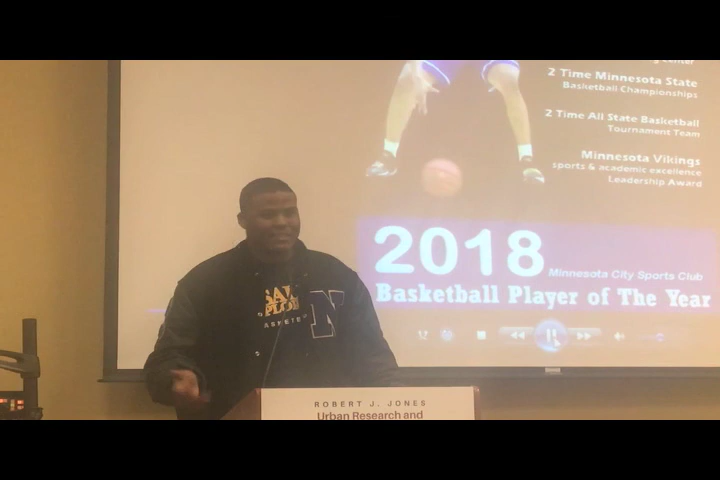 2 Time Minnesota State
Basketball Championships
2 Time All State Basketball
Tournament Team
Minnesota Vikings
sports & academic excellence
Leadership Award
2018
Minnesota City Sports Club
Basketball Player of The Year
N
ROBERT J. JONES
Urban Research and